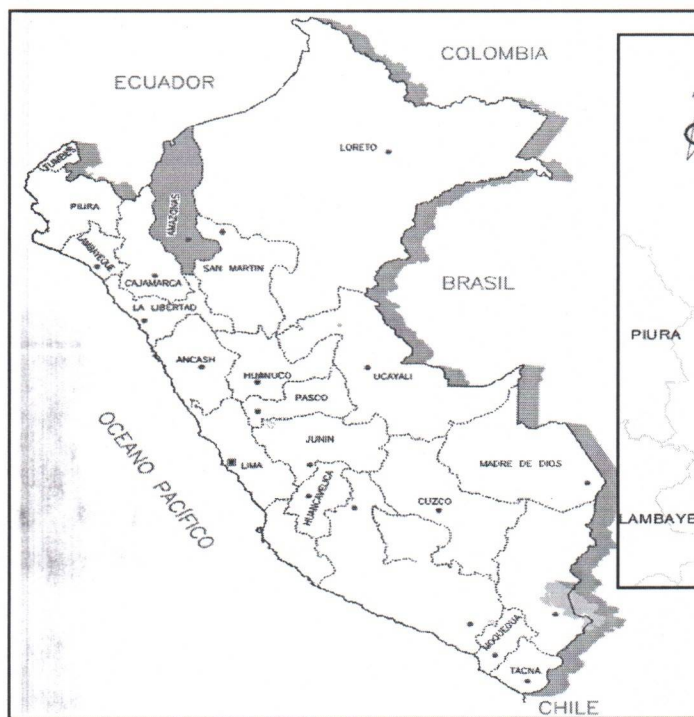 COLOMBIA
ECUADOR
LORETO
TUMBES
PIURA
AMAZONAS
LAMBAYEQUE
SAN MARTIN
CAJAMARCA
BRASIL
LA LIBERTAD
PIURA
ANCASH
HUANUCO
UCAYALI
PASCO
OCEANO PACÍFICO
JUNIN
LIMA
MADRE DE DIOS
HUANCAVELICA
CUZCO
LAMBAYE
MOQUEGUA
TACNA
CHILE